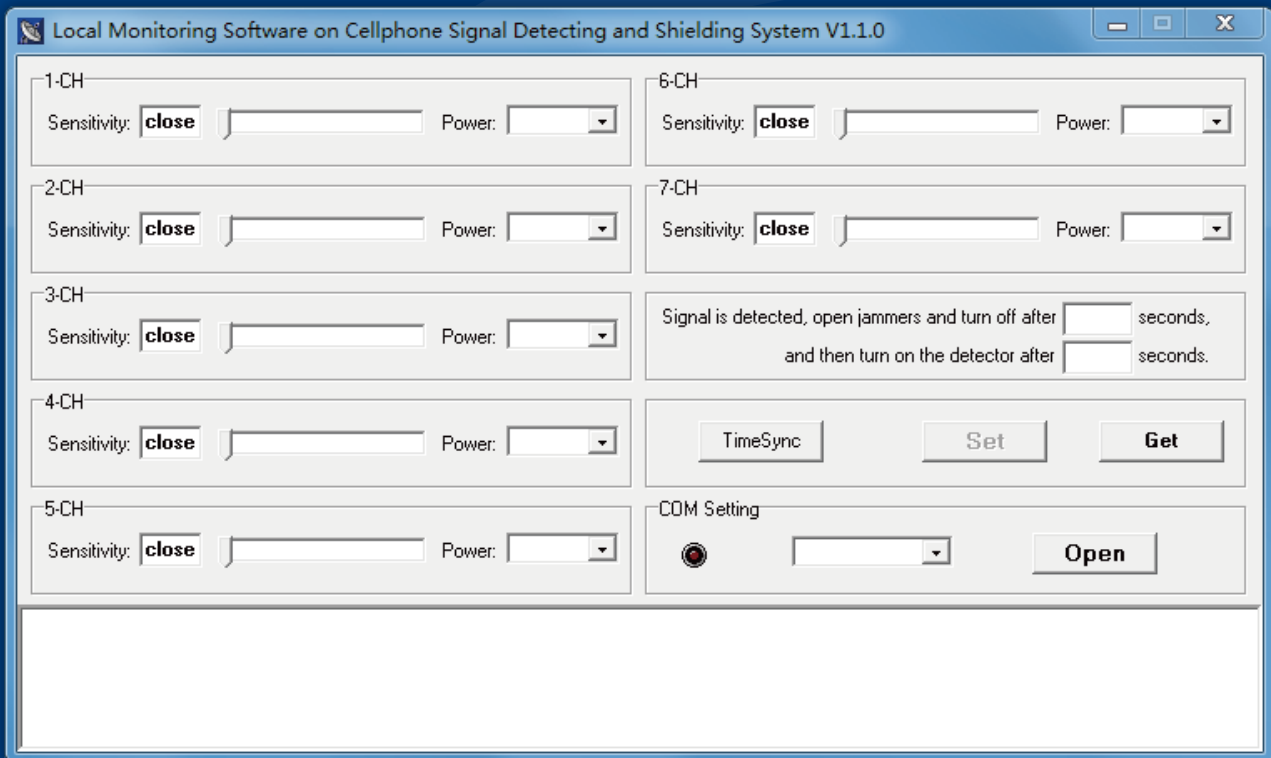 Local Monitoring Software on Cellphone Signal Detecting and Shielding System V1.1.0
1-CH
Sensitivity: close Power:
2-CH
Sensitivity: close Power:
3-CH
Sensitivity: close Power:
4-CH
Sensitivity: close Power:
5-CH
Sensitivity: close Power:
6-CH
Sensitivity: close Power:
7-CH
Sensitivity: close Power:
Signal is detected, open jammers and turn off after seconds,
and then turn on the detector after seconds.
TimeSync Set Get
COM Setting
Open